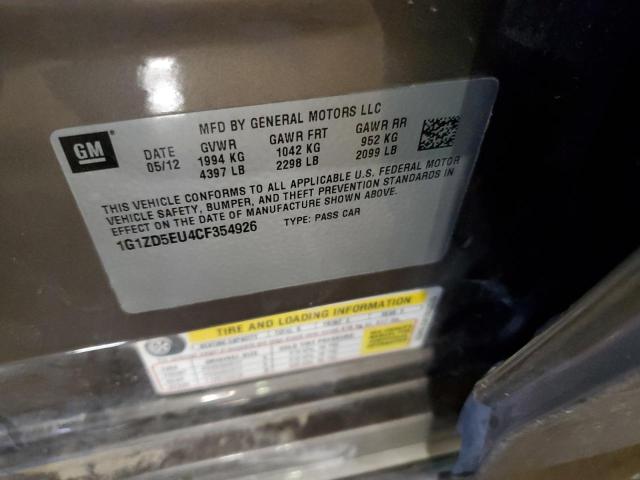 GM
MFD BY GENERAL MOTORS LLC
DATE GVWR GAWR FRT GAWR RR
05/12 1994 KG 1042 KG 952 KG
4397 LB 2298 LB 2099 LB
THIS VEHICLE CONFORMS TO ALL APPLICABLE U.S. FEDERAL MOTOR
VEHICLE SAFETY, BUMPER, AND THEFT PREVENTION STANDARDS IN
EFFECT ON THE DATE OF MANUFACTURE SHOWN ABOVE.
1G1ZD5EU4CF354926 TYPE: PASS CAR
TIRE AND LOADING INFORMATION
SEATING CAPACITY